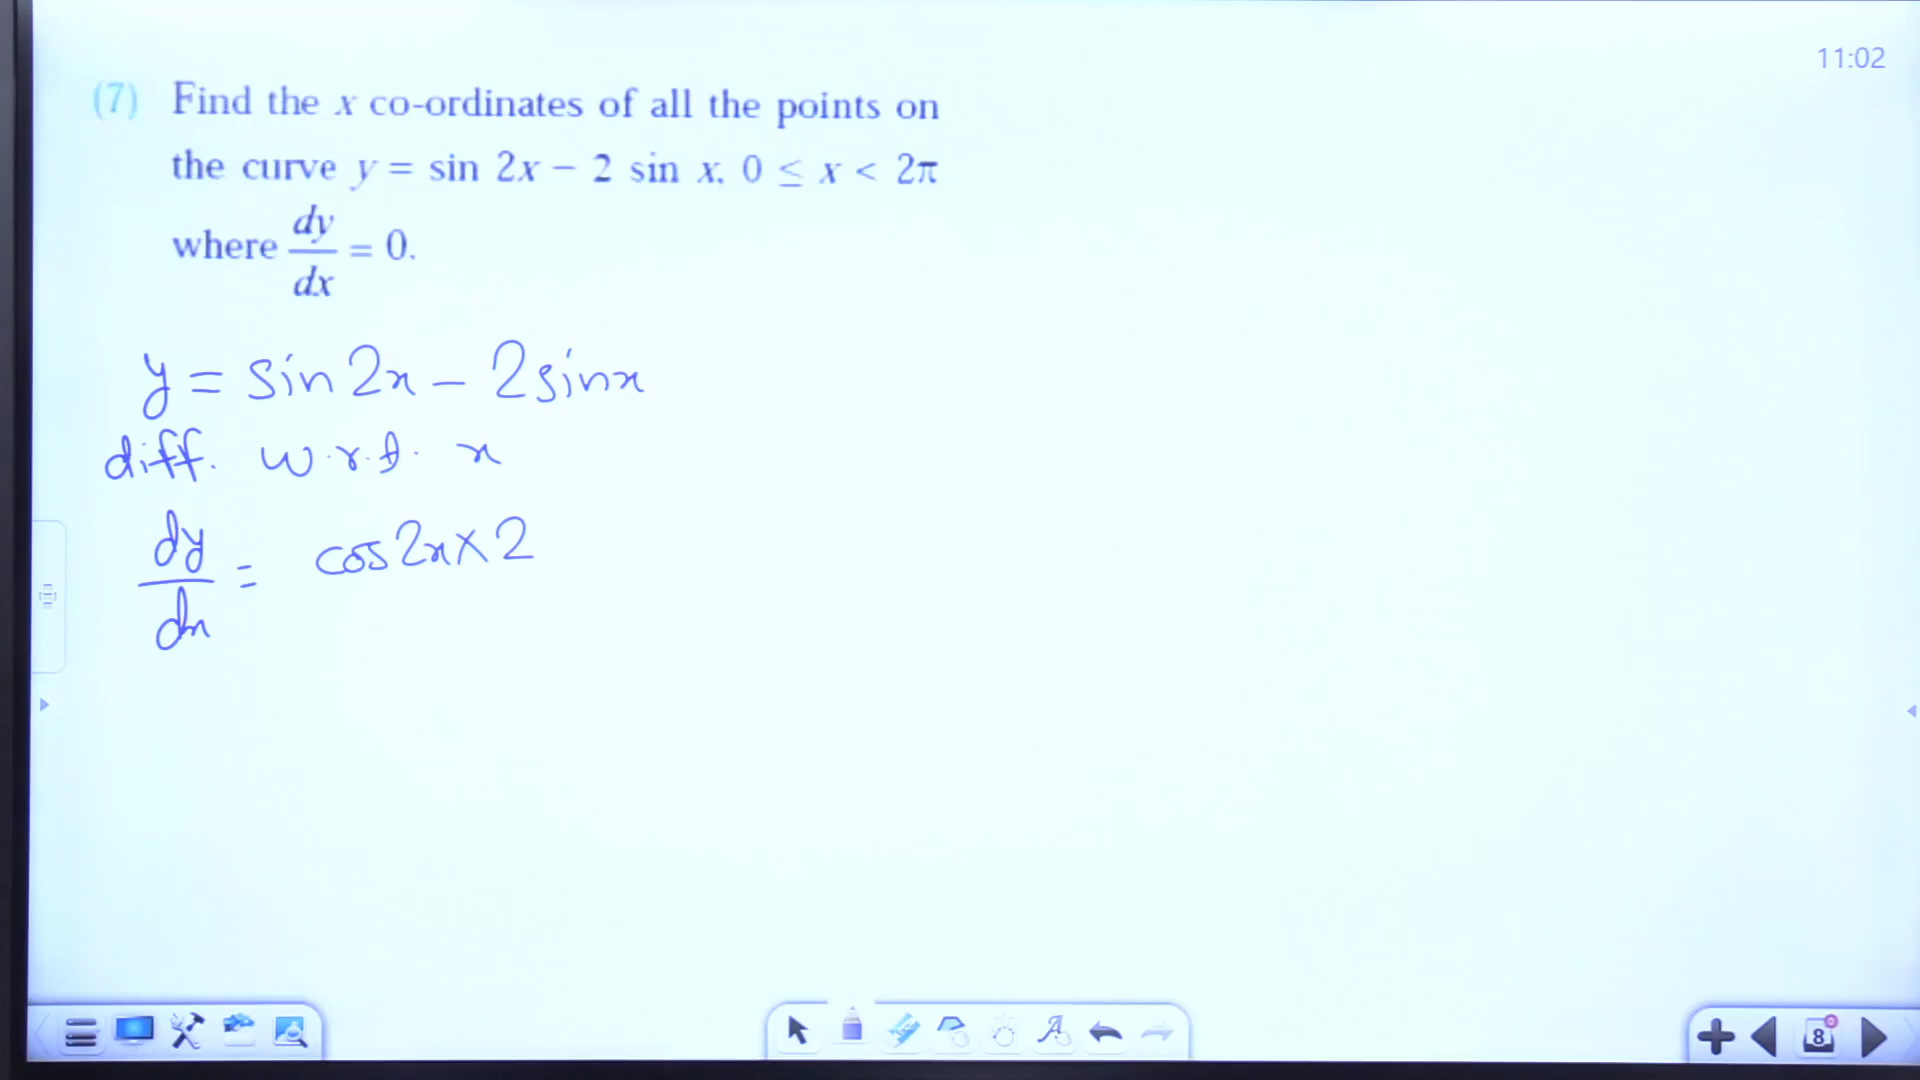 11:02
(7) Find the x co-ordinates of all the points on
the curve y = sin 2x − 2 sin x, 0 ≤ x < 2π
where dy/dx = 0.
y = sin 2x − 2 sin x
diff. w.r.t. x
dy/dx = cos 2x × 2
8